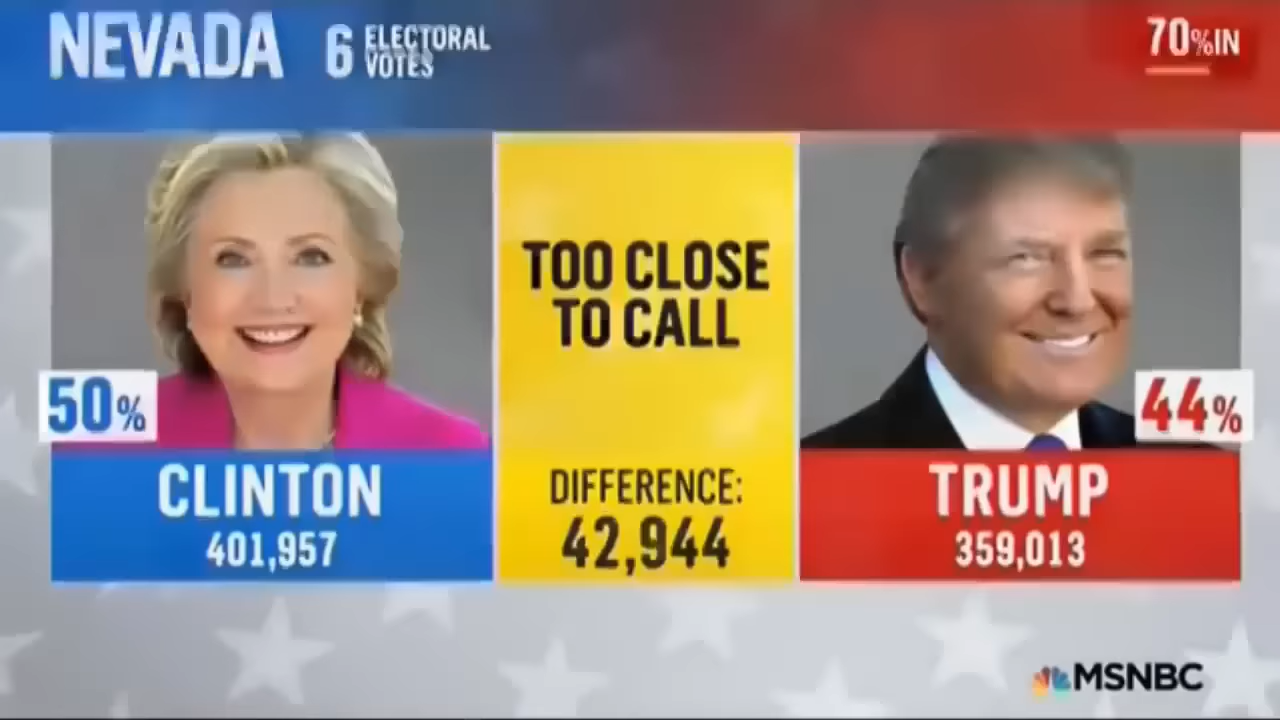 NEVADA
6 ELECTORAL
VOTES
70%IN
50%
TOO CLOSE
TO CALL
44%
CLINTON
401,957
DIFFERENCE:
42,944
TRUMP
359,013
MSNBC